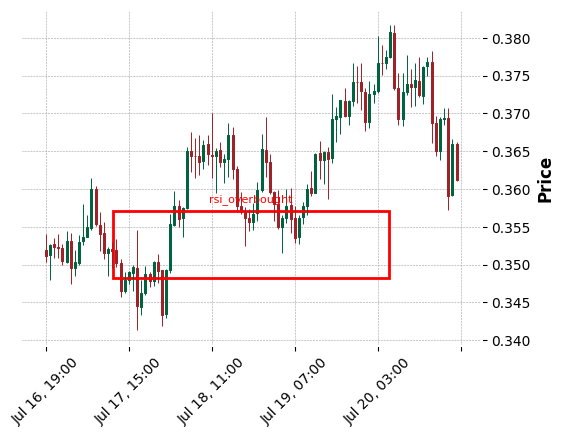 0.380
0.375
0.370
0.365
0.360
0.355
0.350
0.345
0.340
Price
rsi_overbought
Jul 16, 19:00
Jul 17, 15:00
Jul 18, 11:00
Jul 19, 07:00
Jul 20, 03:00